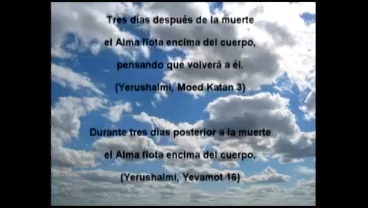 Tres días después de la muerte
el Alma flota encima del cuerpo,
pensando que volverá a él.
(Yerushalmi, Moed Katan 3)
Durante tres días posterior a la muerte
el Alma flota encima del cuerpo.
(Yerushalmi, Yevamot 16)